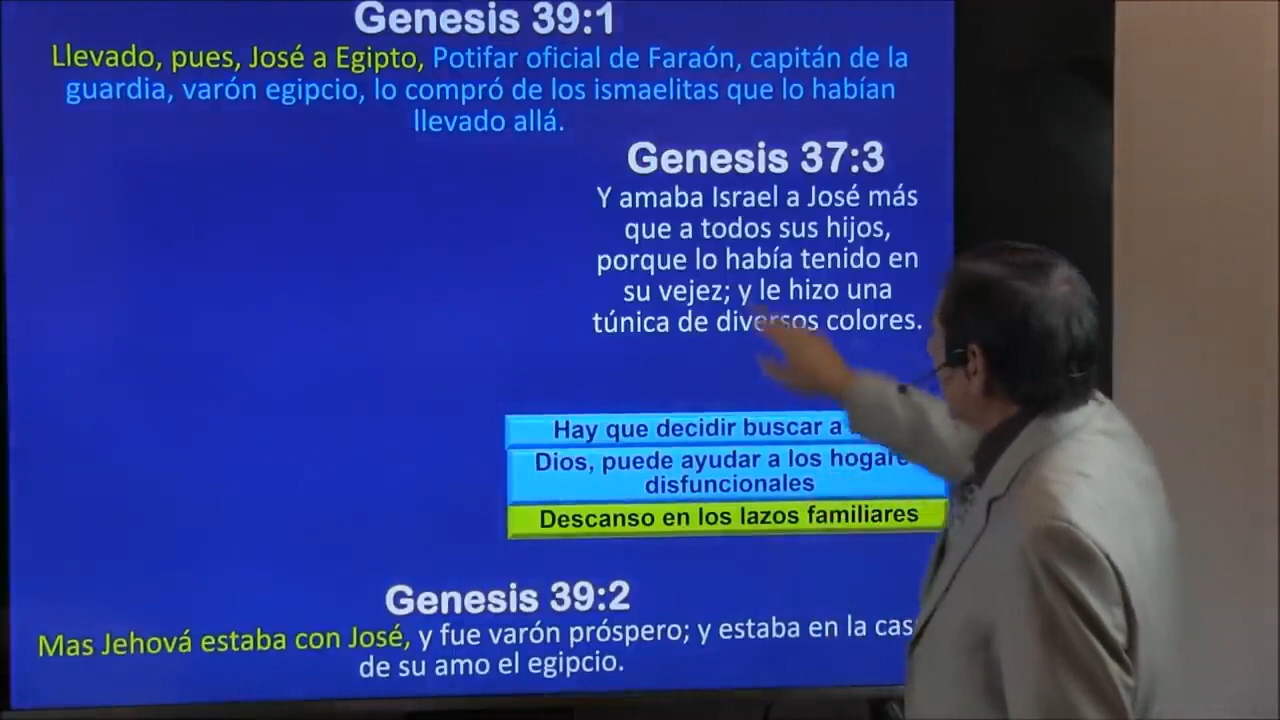 Genesis 39:1
Llevado, pues, José a Egipto, Potifar oficial de Faraón, capitán de la
guardia, varón egipcio, lo compró de los ismaelitas que lo habían
llevado allá.
Genesis 37:3
Y amaba Israel a José más
que a todos sus hijos,
porque lo había tenido en
su vejez; y le hizo una
túnica de diversos colores.
Hay que decidir buscar a
Dios, puede ayudar a los hogare
disfuncionales
Descanso en los lazos familiares
Genesis 39:2
Mas Jehová estaba con José, y fue varón próspero; y estaba en la cas
de su amo el egipcio.